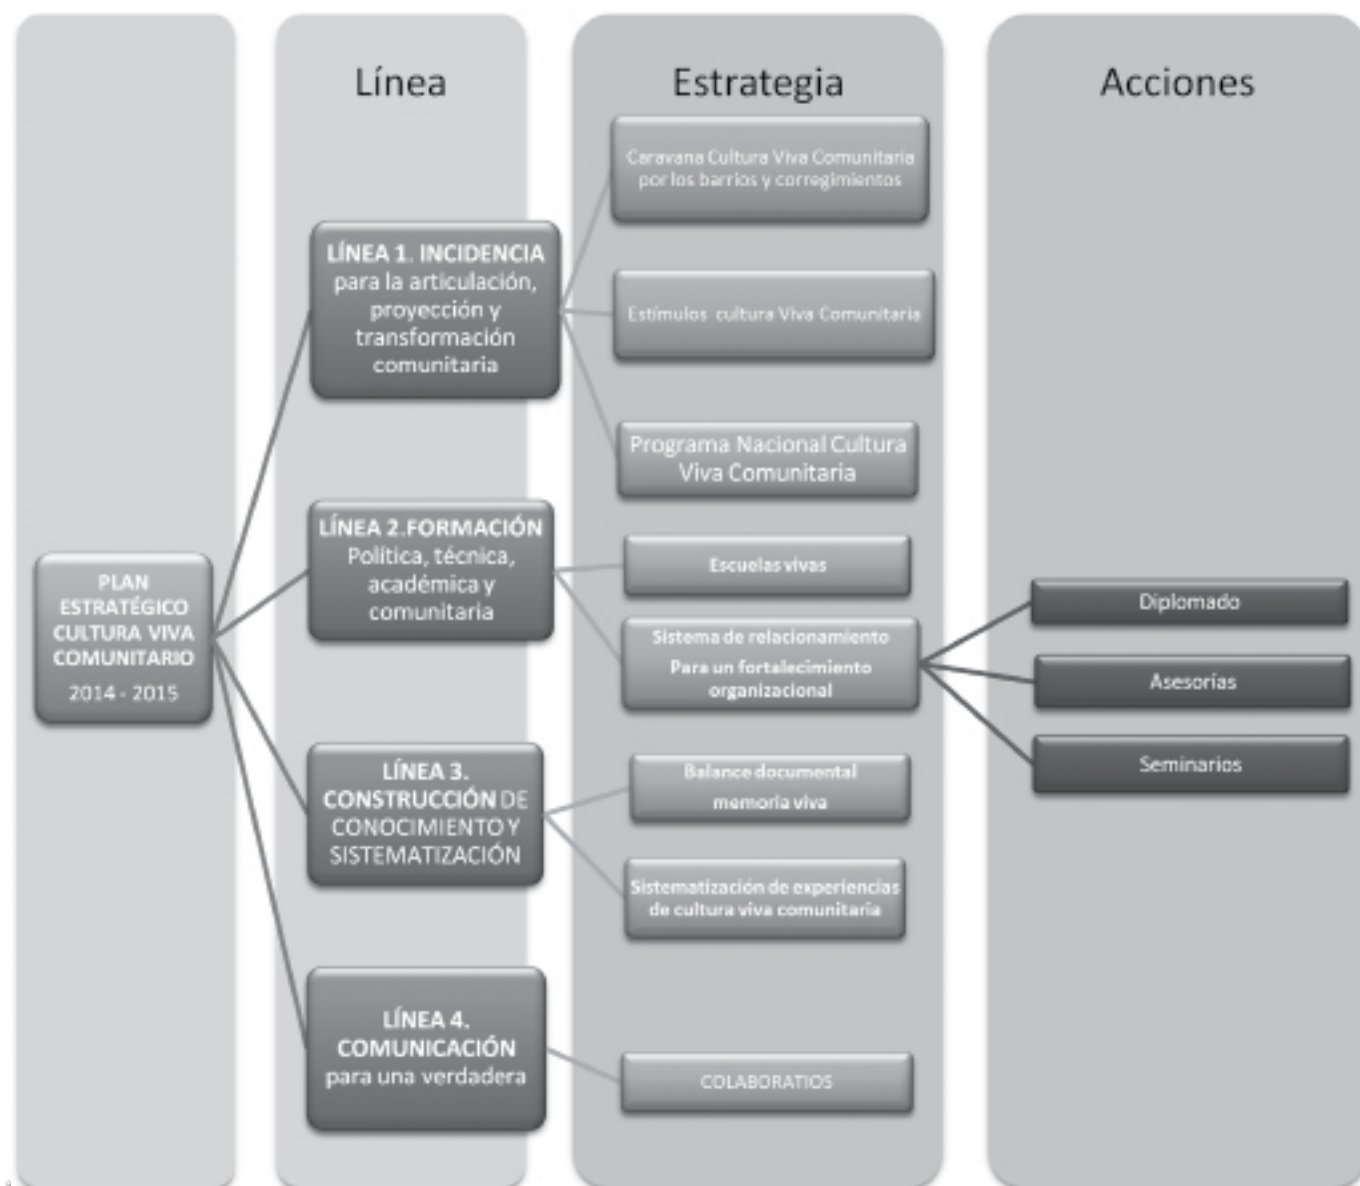 Línea
Estrategia
Acciones
PLAN
ESTRATÉGICO
CULTURA VIVA
COMUNITARIO
2014 - 2015
LÍNEA 1. INCIDENCIA
para la articulación,
proyección y
transformación
comunitaria
Caravana Cultura Viva Comunitaria
por los barrios y corregimientos
Estímulos cultura Viva Comunitaria
Programa Nacional Cultura
Viva Comunitaria
LÍNEA 2.FORMACIÓN
Política, técnica,
académica y
comunitaria
Escuelas vivas
Sistema de relacionamiento
Para un fortalecimiento
organizacional
Diplomado
Asesorías
Seminarios
LÍNEA 3.
CONSTRUCCIÓN DE
CONOCIMIENTO Y
SISTEMATIZACIÓN
Balance documental
memoria viva
Sistematización de experiencias
de cultura viva comunitaria
LÍNEA 4.
COMUNICACIÓN
para una verdadera
COLABORATIOS